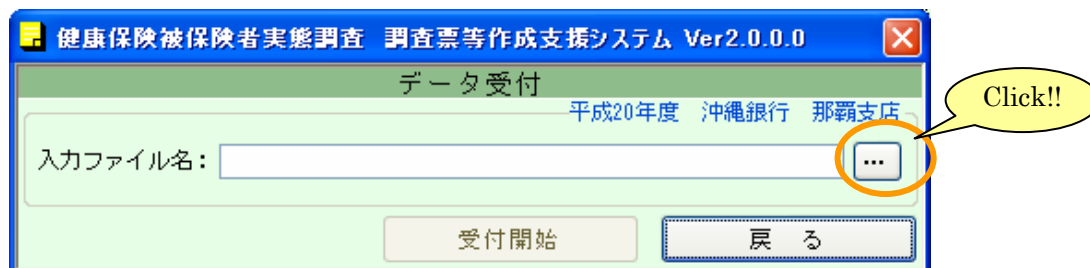 健康保険被保険者実態調査 調査票等作成支援システム Ver2.0.0.0
データ受付
平成20年度 沖縄銀行 那覇支店
Click!!
入力ファイル名:
...
受付開始
戻 る